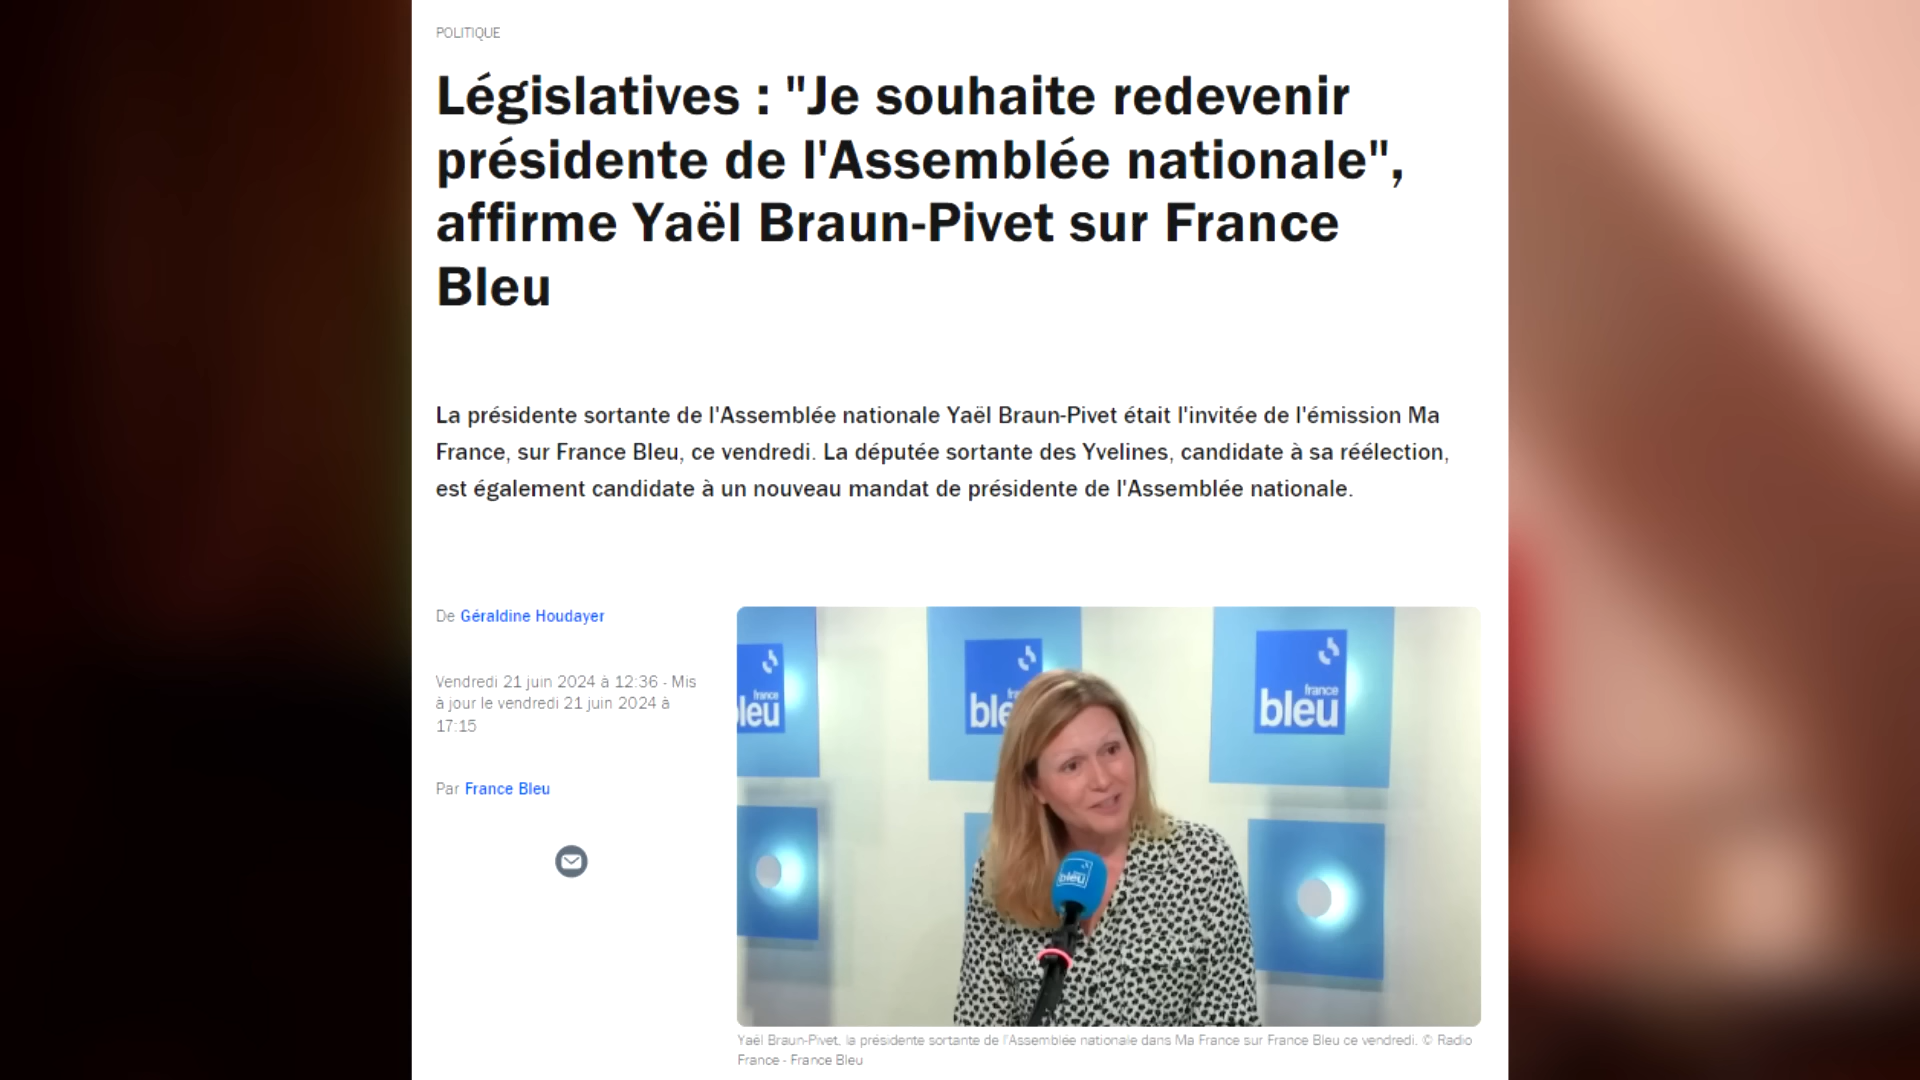 POLITIQUE
Législatives : "Je souhaite redevenir
présidente de l'Assemblée nationale",
affirme Yaël Braun-Pivet sur France
Bleu
La présidente sortante de l'Assemblée nationale Yaël Braun-Pivet était l'invitée de l'émission Ma
France, sur France Bleu, ce vendredi. La députée sortante des Yvelines, candidate à sa réélection,
est également candidate à un nouveau mandat de présidente de l'Assemblée nationale.
De Géraldine Houdayer
Vendredi 21 juin 2024 à 12:36 - Mis
à jour le vendredi 21 juin 2024 à
17:15
Par France Bleu
france
leu
fr
ble
france
bleu
bleu
Yaël Braun-Pivet, la présidente sortante de l'Assemblée nationale dans Ma France sur France Bleu ce vendredi. © Radio
France - France Bleu